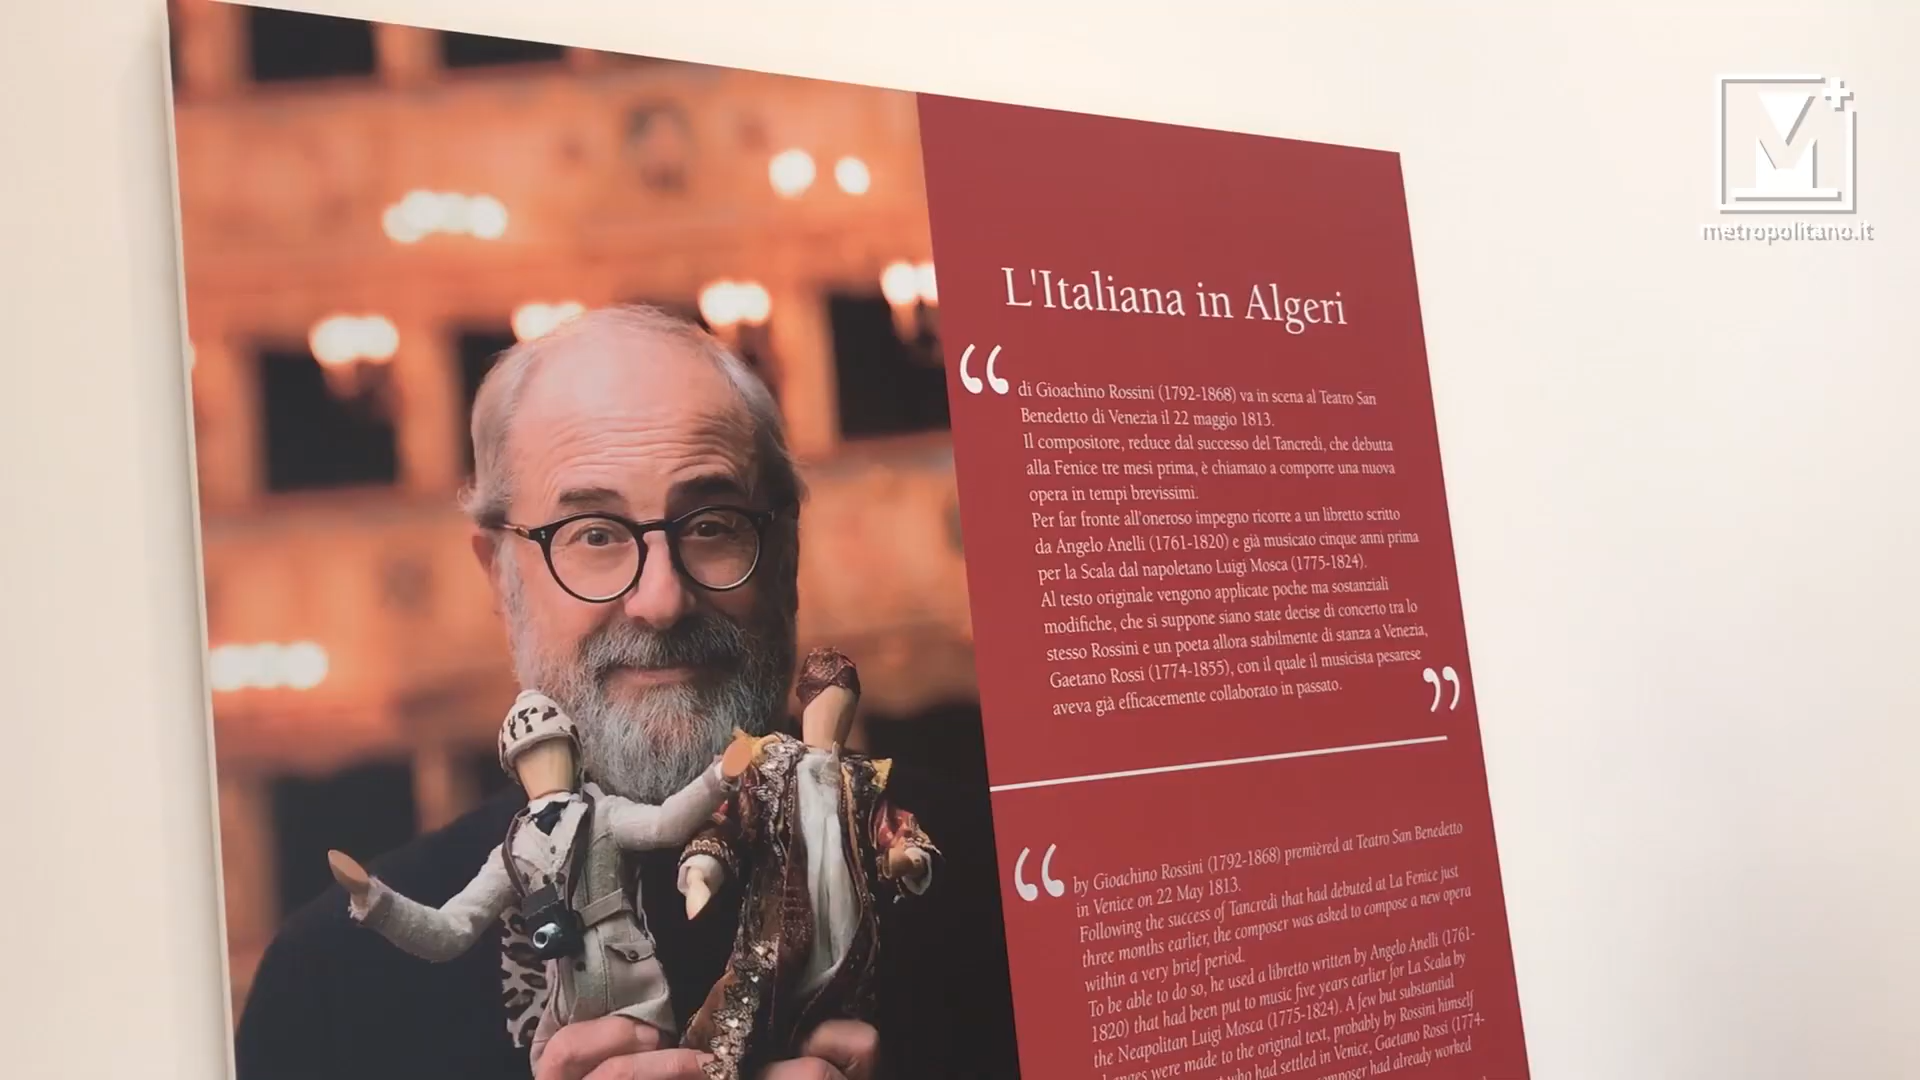 metropolitano.it
L'Italiana in Algeri
“
di Gioachino Rossini (1792-1868) va in scena al Teatro San
Benedetto di Venezia il 22 maggio 1813.
Il compositore, reduce dal successo del Tancredi, che debutta
alla Fenice tre mesi prima, è chiamato a comporre una nuova
opera in tempi brevissimi.
Per far fronte all'oneroso impegno ricorre a un libretto scritto
da Angelo Anelli (1761-1820) e già musicato cinque anni prima
per la Scala dal napoletano Luigi Mosca (1775-1824).
Al testo originale vengono applicate poche ma sostanziali
modifiche, che si suppone siano state decise di concerto tra lo
stesso Rossini e un poeta allora stabilmente di stanza a Venezia,
Gaetano Rossi (1774-1855), con il quale il musicista pesarese
aveva già efficacemente collaborato in passato.
”
“
by Gioachino Rossini (1792-1868) premièred at Teatro San Benedetto
in Venice on 22 May 1813.
Following the success of Tancredi that had debuted at La Fenice just
three months earlier, the composer was asked to compose a new opera
within a very brief period.
To be able to do so, he used a libretto written by Angelo Anelli (1761-
1820) that had been put to music five years earlier for La Scala by
the Neapolitan Luigi Mosca (1775-1824). A few but substantial
were made to the original text, probably by Rossini himself
who had settled in Venice, Gaetano Rossi (1774-
had already worked